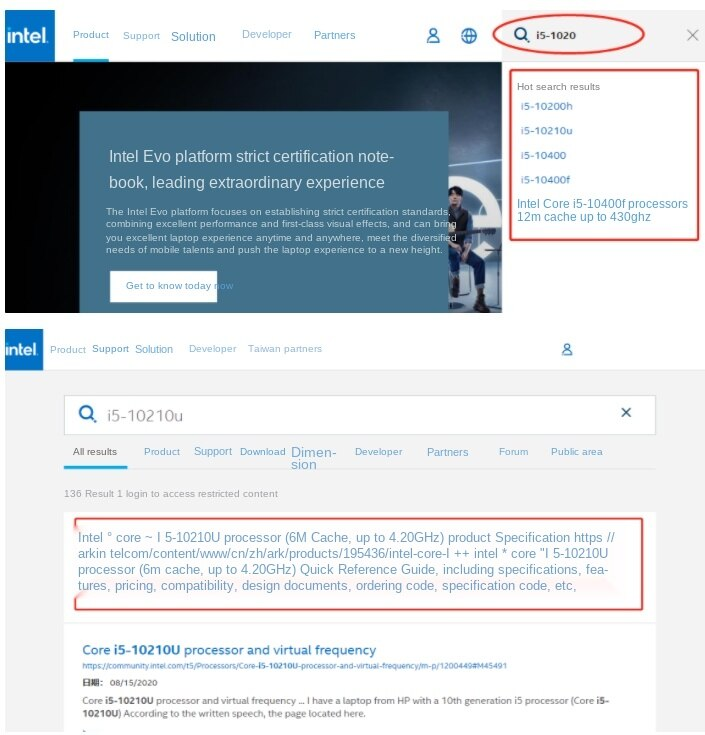 intel
Product Support Solution Developer Partners
i5-1020
Hot search results
i5-10200h
i5-10210u
i5-10400
i5-10400f
Intel Core i5-10400f processors
12m cache up to 430ghz
Intel Evo platform strict certification note-
book, leading extraordinary experience
The Intel Evo platform focuses on establishing strict certification standards,
combining excellent performance and first-class visual effects, and can bring
you excellent laptop experience anytime and anywhere, meet the diversified
needs of mobile talents and push the laptop experience to a new height.
Get to know today now
intel
Product Support Solution Developer Taiwan partners
i5-10210u
All results Product Support Download Dimen-
sion Developer Partners Forum Public area
136 Result 1 login to access restricted content
Intel ° core ~ I 5-10210U processor (6M Cache, up to 4.20GHz) product Specification https //
arkin telcom/content/www/cn/zh/ark/products/195436/intel-core-I ++ intel * core "I 5-10210U
processor (6m cache, up to 4.20GHz) Quick Reference Guide, including specifications, fea-
tures, pricing, compatibility, design documents, ordering code, specification code, etc,
Core i5-10210U processor and virtual frequency
https://community.intel.com/t5/Processors/Core-i5-10210U-processor-and-virtual-frequency/m-p/1200449#M45491
日期: 08/15/2020
Core i5-10210U processor and virtual frequency ... I have a laptop from HP with a 10th generation i5 processor (Core i5-
10210U) According to the written speech, the page located here.